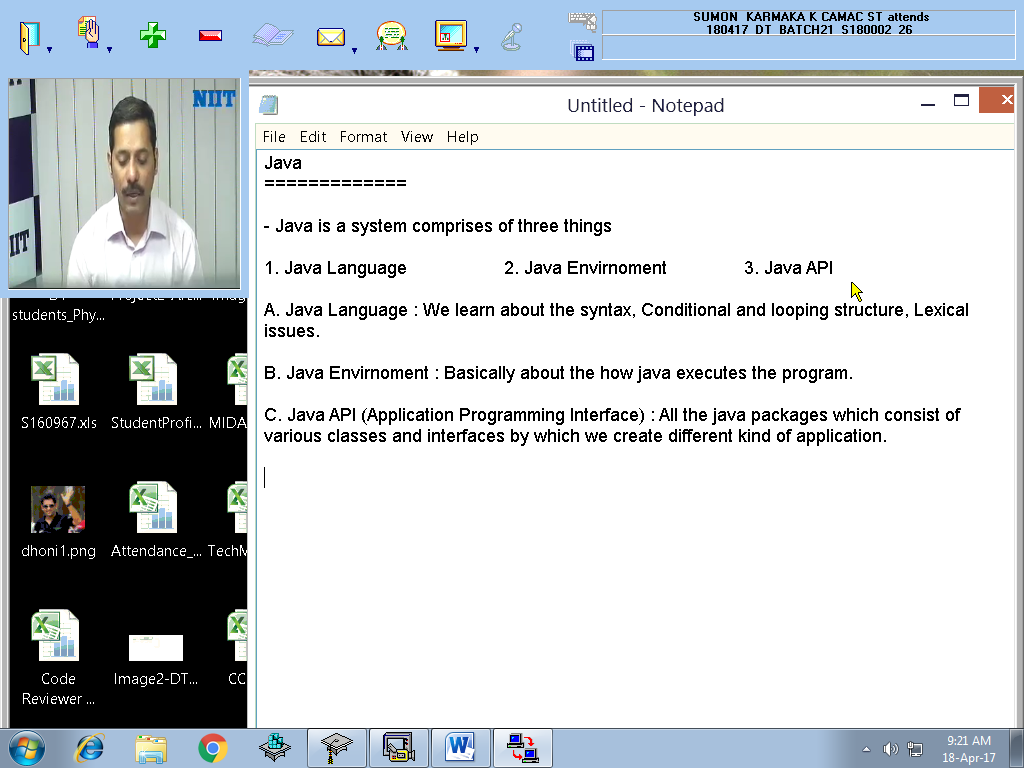 SUMON KARMAKA K CAMAC ST attends
180417 DT BATCH21 S180002 26
NIIT
IIT
Untitled - Notepad
File Edit Format View Help
Java
=============
- Java is a system comprises of three things
1. Java Language 2. Java Envirnoment 3. Java API
A. Java Language : We learn about the syntax, Conditional and looping structure, Lexical
issues.
B. Java Envirnoment : Basically about the how java executes the program.
C. Java API (Application Programming Interface) : All the java packages which consist of
various classes and interfaces by which we create different kind of application.
students_Phy...
S160967.xls StudentProfi... MIDA
dhoni1.png Attendance_... TechM
Code
Reviewer ...
Image2-DT... CC
9:21 AM
18-Apr-17